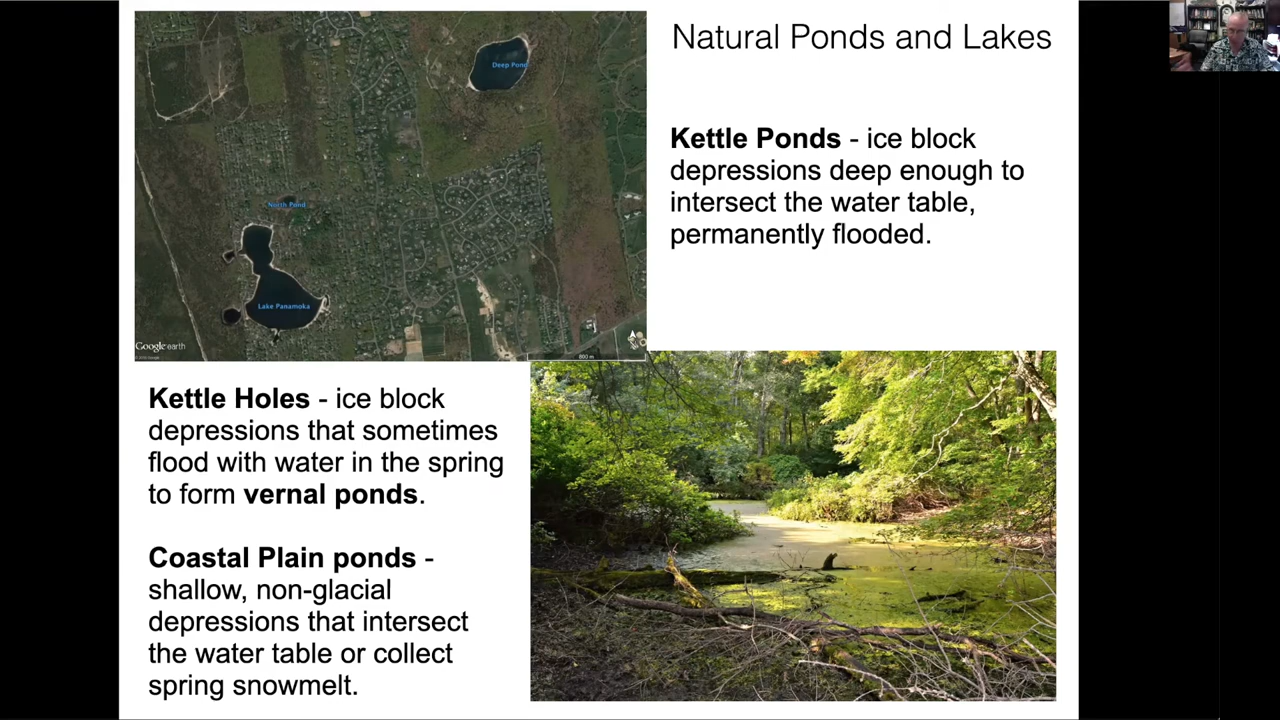 Natural Ponds and Lakes
Deep Pond
North Pond
Lake Panamoka
Google earth
800 m
Kettle Ponds - ice block
depressions deep enough to
intersect the water table,
permanently flooded.
Kettle Holes - ice block
depressions that sometimes
flood with water in the spring
to form vernal ponds.
Coastal Plain ponds -
shallow, non-glacial
depressions that intersect
the water table or collect
spring snowmelt.